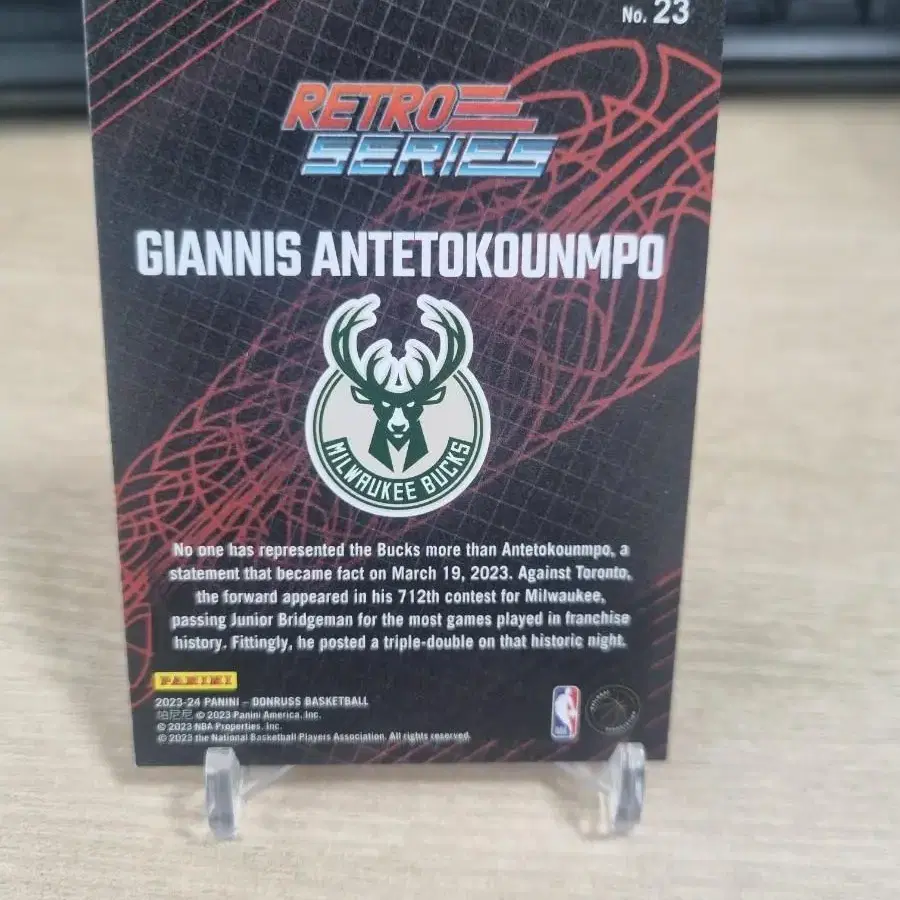 No. 23
RETRO
SERIES
GIANNIS ANTETOKOUNMPO
MILWAUKEE BUCKS
No one has represented the Bucks more than Antetokounmpo, a
statement that became fact on March 19, 2023. Against Toronto,
the forward appeared in his 712th contest for Milwaukee,
passing Junior Bridgeman for the most games played in franchise
history. Fittingly, he posted a triple-double on that historic night.
PANINI
2023-24 PANINI – DONRUSS BASKETBALL
帕尼尼 © 2023 Panini America, Inc.
© 2023 NBA Properties, Inc.
© 2023 the National Basketball Players Association. All rights reserved.